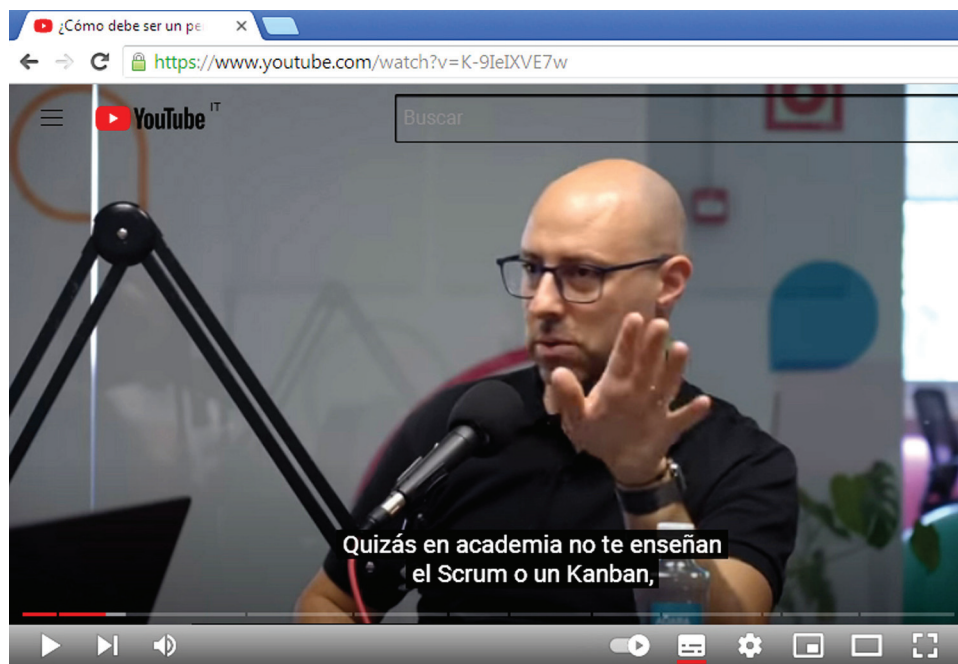 ¿Cómo debe ser un pe
https://www.youtube.com/watch?v=K-9IeIXVE7w
YouTube IT
Buscar
Quizás en academia no te enseñan
el Scrum o un Kanban,